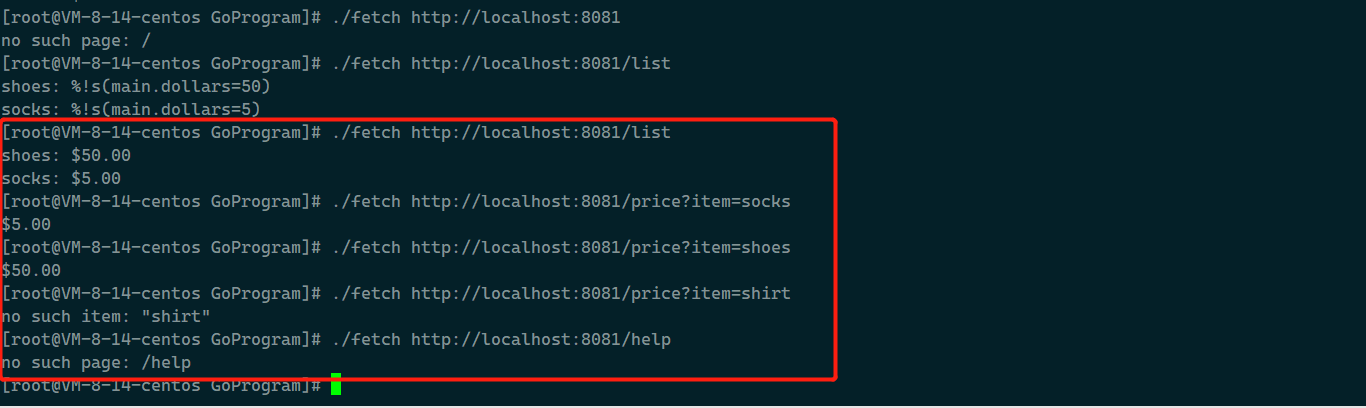 [root@VM-8-14-centos GoProgram]# ./fetch http://localhost:8081
no such page: /
[root@VM-8-14-centos GoProgram]# ./fetch http://localhost:8081/list
shoes: %!s(main.dollars=50)
socks: %!s(main.dollars=5)
[root@VM-8-14-centos GoProgram]# ./fetch http://localhost:8081/list
shoes: $50.00
socks: $5.00
[root@VM-8-14-centos GoProgram]# ./fetch http://localhost:8081/price?item=socks
$5.00
[root@VM-8-14-centos GoProgram]# ./fetch http://localhost:8081/price?item=shoes
$50.00
[root@VM-8-14-centos GoProgram]# ./fetch http://localhost:8081/price?item=shirt
no such item: "shirt"
[root@VM-8-14-centos GoProgram]# ./fetch http://localhost:8081/help
no such page: /help
[root@VM-8-14-centos GoProgram]#